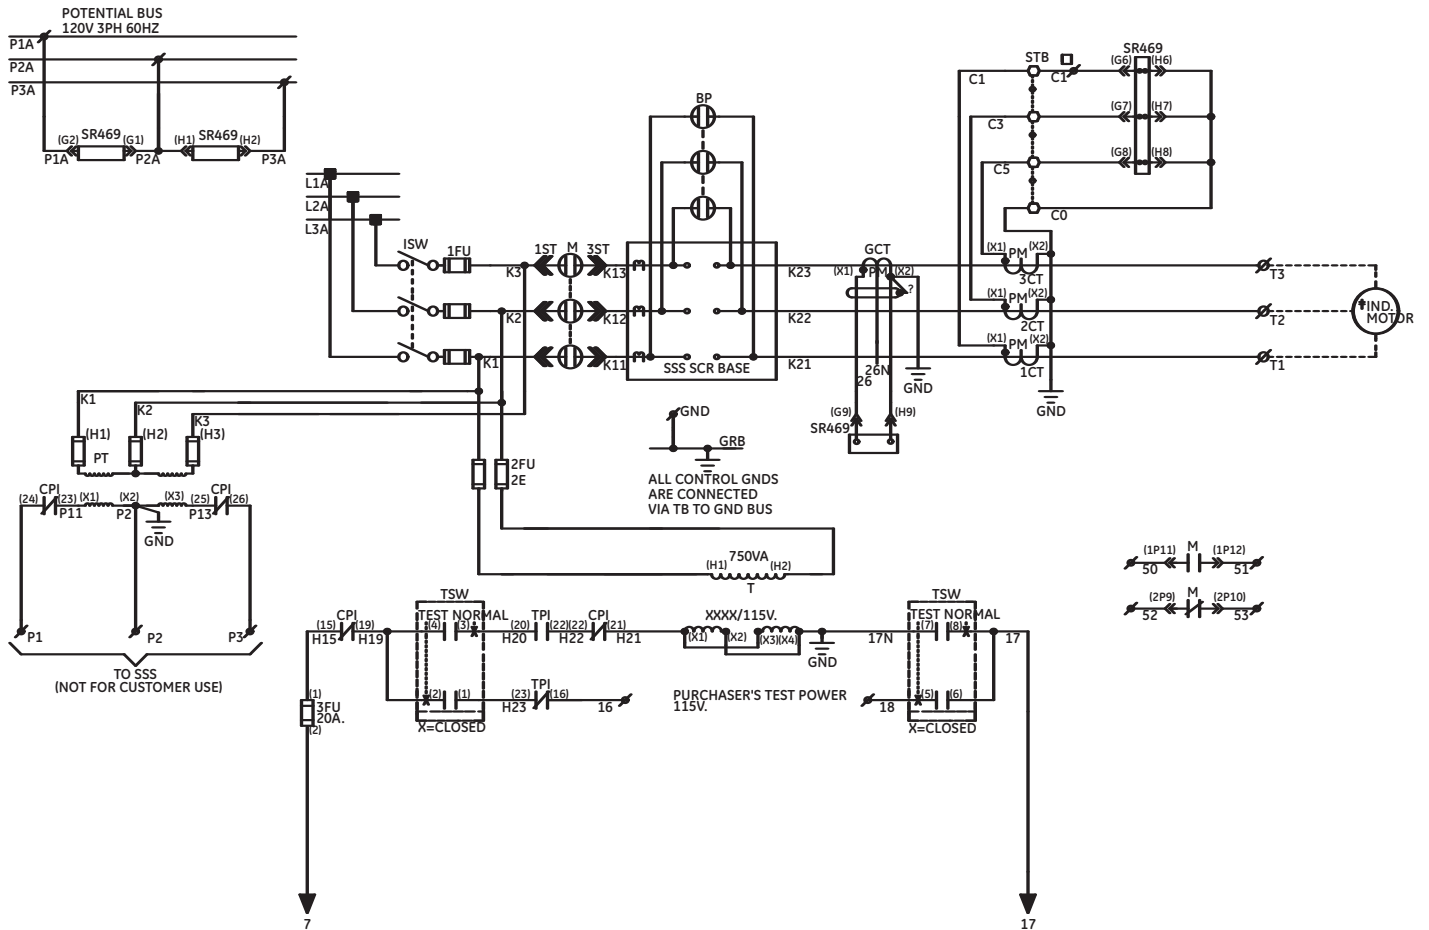 POTENTIAL BUS
120V 3PH 60HZ
P1A
P2A
P3A
(G2) SR469 (G1) (H1) SR469 (H2)
P1A P2A P3A
L1A
L2A
L3A
ISW 1FU 1ST M 3ST
K3 K13
K2 K12
K1 K11
BP
SSS SCR BASE
K23
K22
K21
GCT
(X1) PM (X2)
?
26N
26
GND
(G9) (H9)
SR469
STB SR469
C1 C1 (G6) (H6)
C3 (G7) (H7)
C5 (G8) (H8)
C0
(X1) PM (X2)
3CT
(X1) PM (X2)
2CT
(X1) PM (X2)
1CT
GND
T3
T2
T1
*IND.
MOTOR
K1
K2
K3
(H1) (H2) (H3)
PT
CPI CPI
(24) (23) (X1) (X2) (X3) (25) (26)
P11 P2 P13
GND
P1 P2 P3
TO SSS
(NOT FOR CUSTOMER USE)
2FU
2E
GND
GRB
ALL CONTROL GNDS
ARE CONNECTED
VIA TB TO GND BUS
750VA
(H1) (H2)
T
(1P11) M (1P12)
50 51
(2P9) M (2P10)
52 53
TSW
TEST NORMAL
(15) CPI (19) (4) (3) (20) TPI (22)(22) CPI (21)
H15 H19 H20 H22 H21
XXXX/115V.
(X1) (X2) (X3)(X4)
GND
17N
TSW
TEST NORMAL
(7) (8)
17
(2) (1) (23) TPI (16)
H23 16
X=CLOSED
PURCHASER'S TEST POWER
115V.
18
(5) (6)
X=CLOSED
(1)
3FU
20A.
(2)
7
17